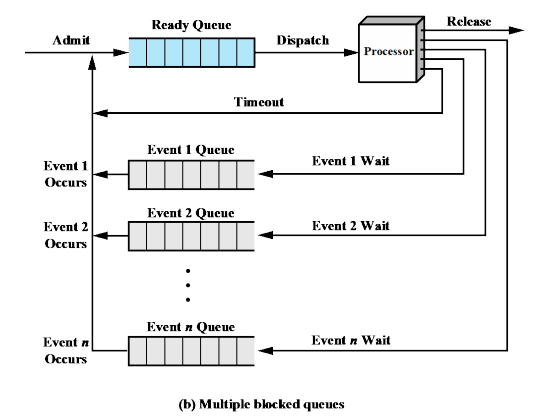 Ready Queue
Release
Admit
Dispatch
Processor
Timeout
Event 1 Queue
Event 1
Occurs
Event 1 Wait
Event 2 Queue
Event 2
Occurs
Event 2 Wait
Event n Queue
Event n
Occurs
Event n Wait
(b) Multiple blocked queues